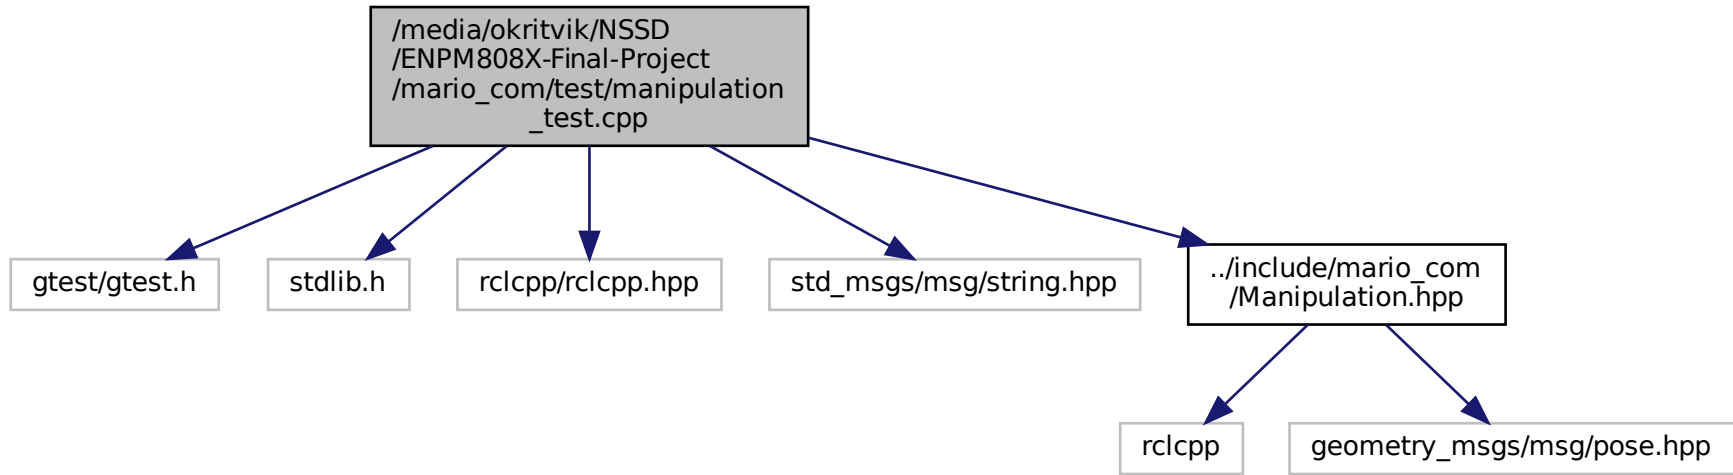 /media/okritvik/NSSD
/ENPM808X-Final-Project
/mario_com/test/manipulation
_test.cpp
gtest/gtest.h
stdlib.h
rclcpp/rclcpp.hpp
std_msgs/msg/string.hpp
../include/mario_com
/Manipulation.hpp
rclcpp
geometry_msgs/msg/pose.hpp